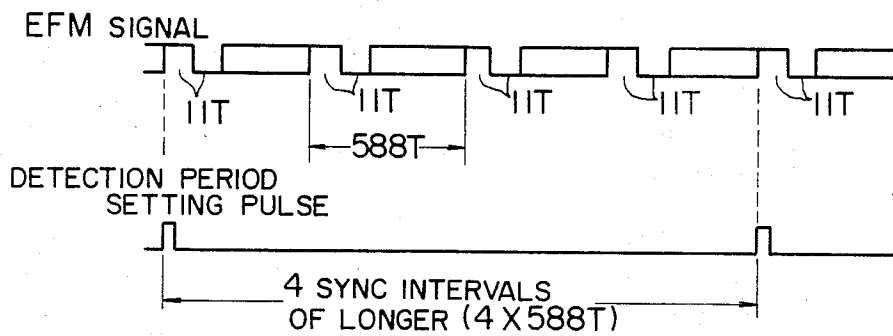 EFM SIGNAL
11T 11T 11T 11T 11T
588T
DETECTION PERIOD
SETTING PULSE
4 SYNC INTERVALS
OF LONGER (4X588T)